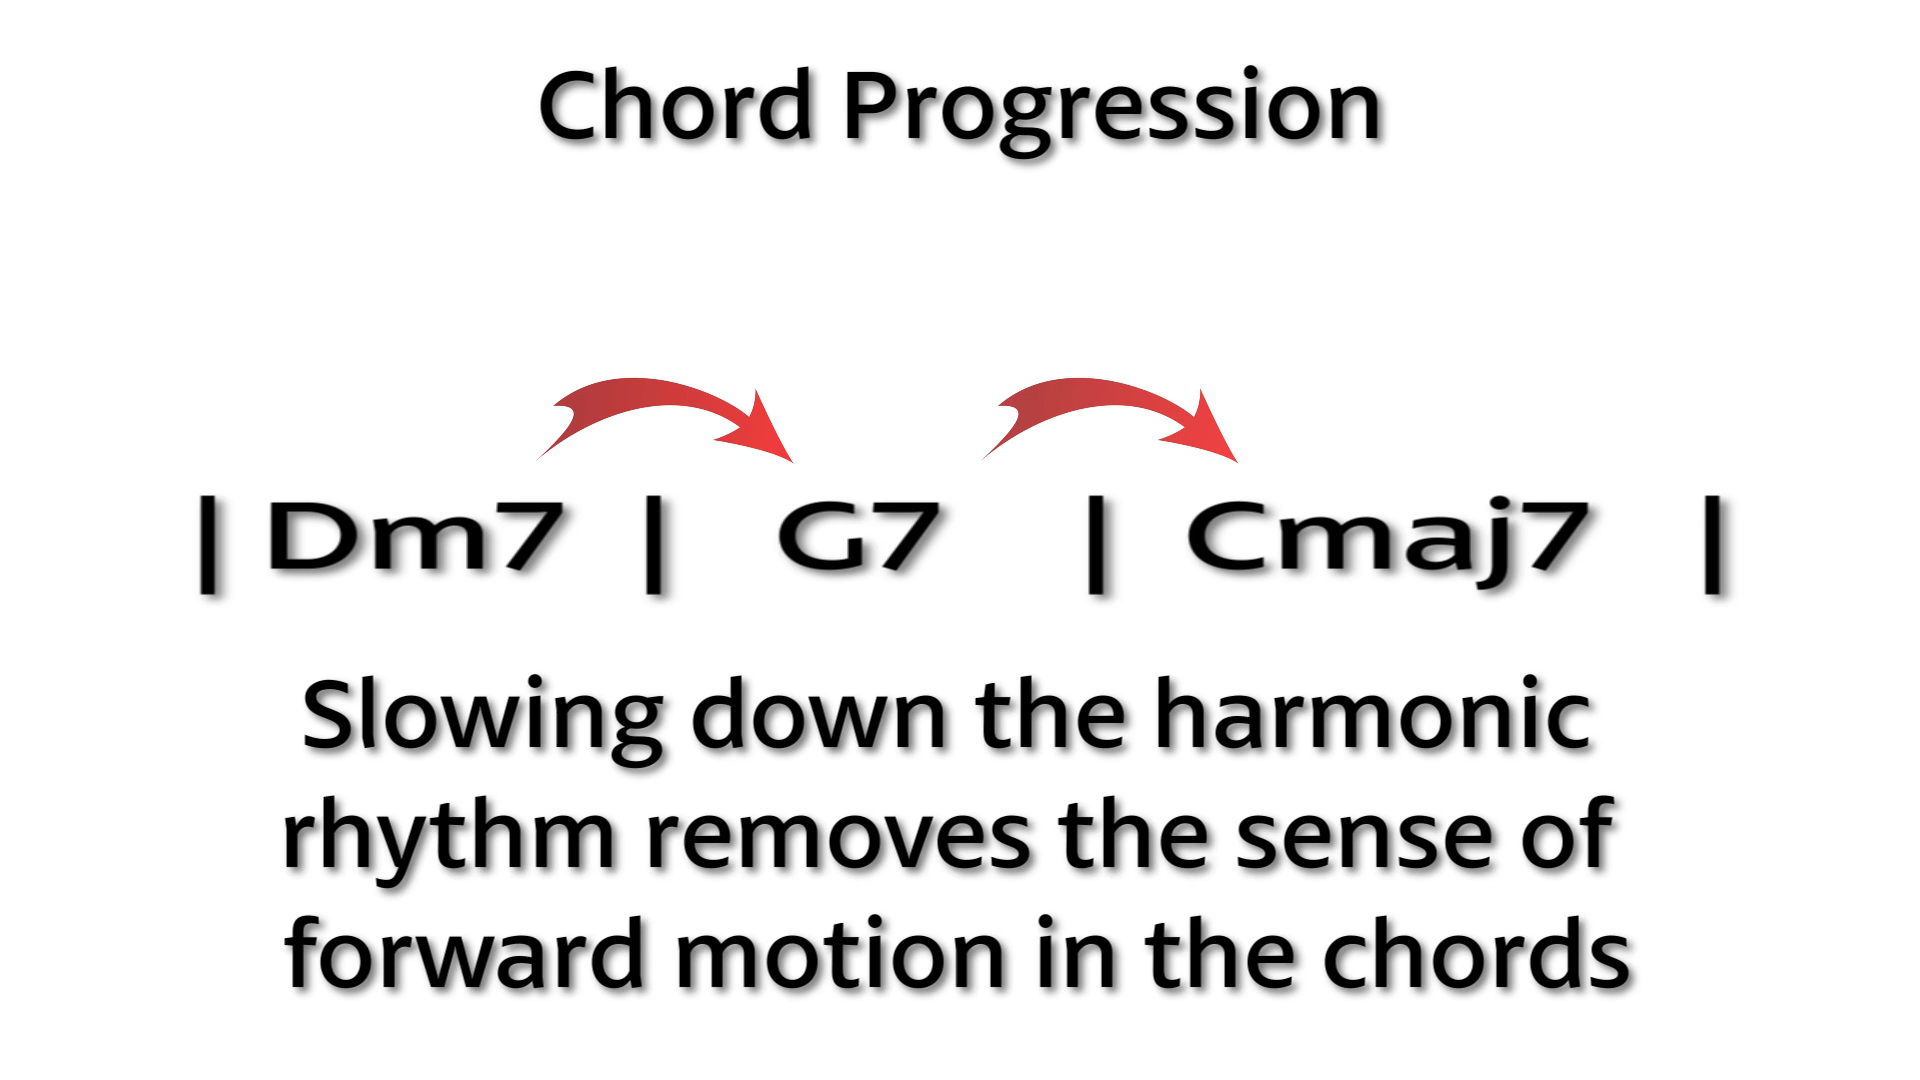 Chord Progression
| Dm7 | G7 | Cmaj7 |
Slowing down the harmonic
rhythm removes the sense of
forward motion in the chords